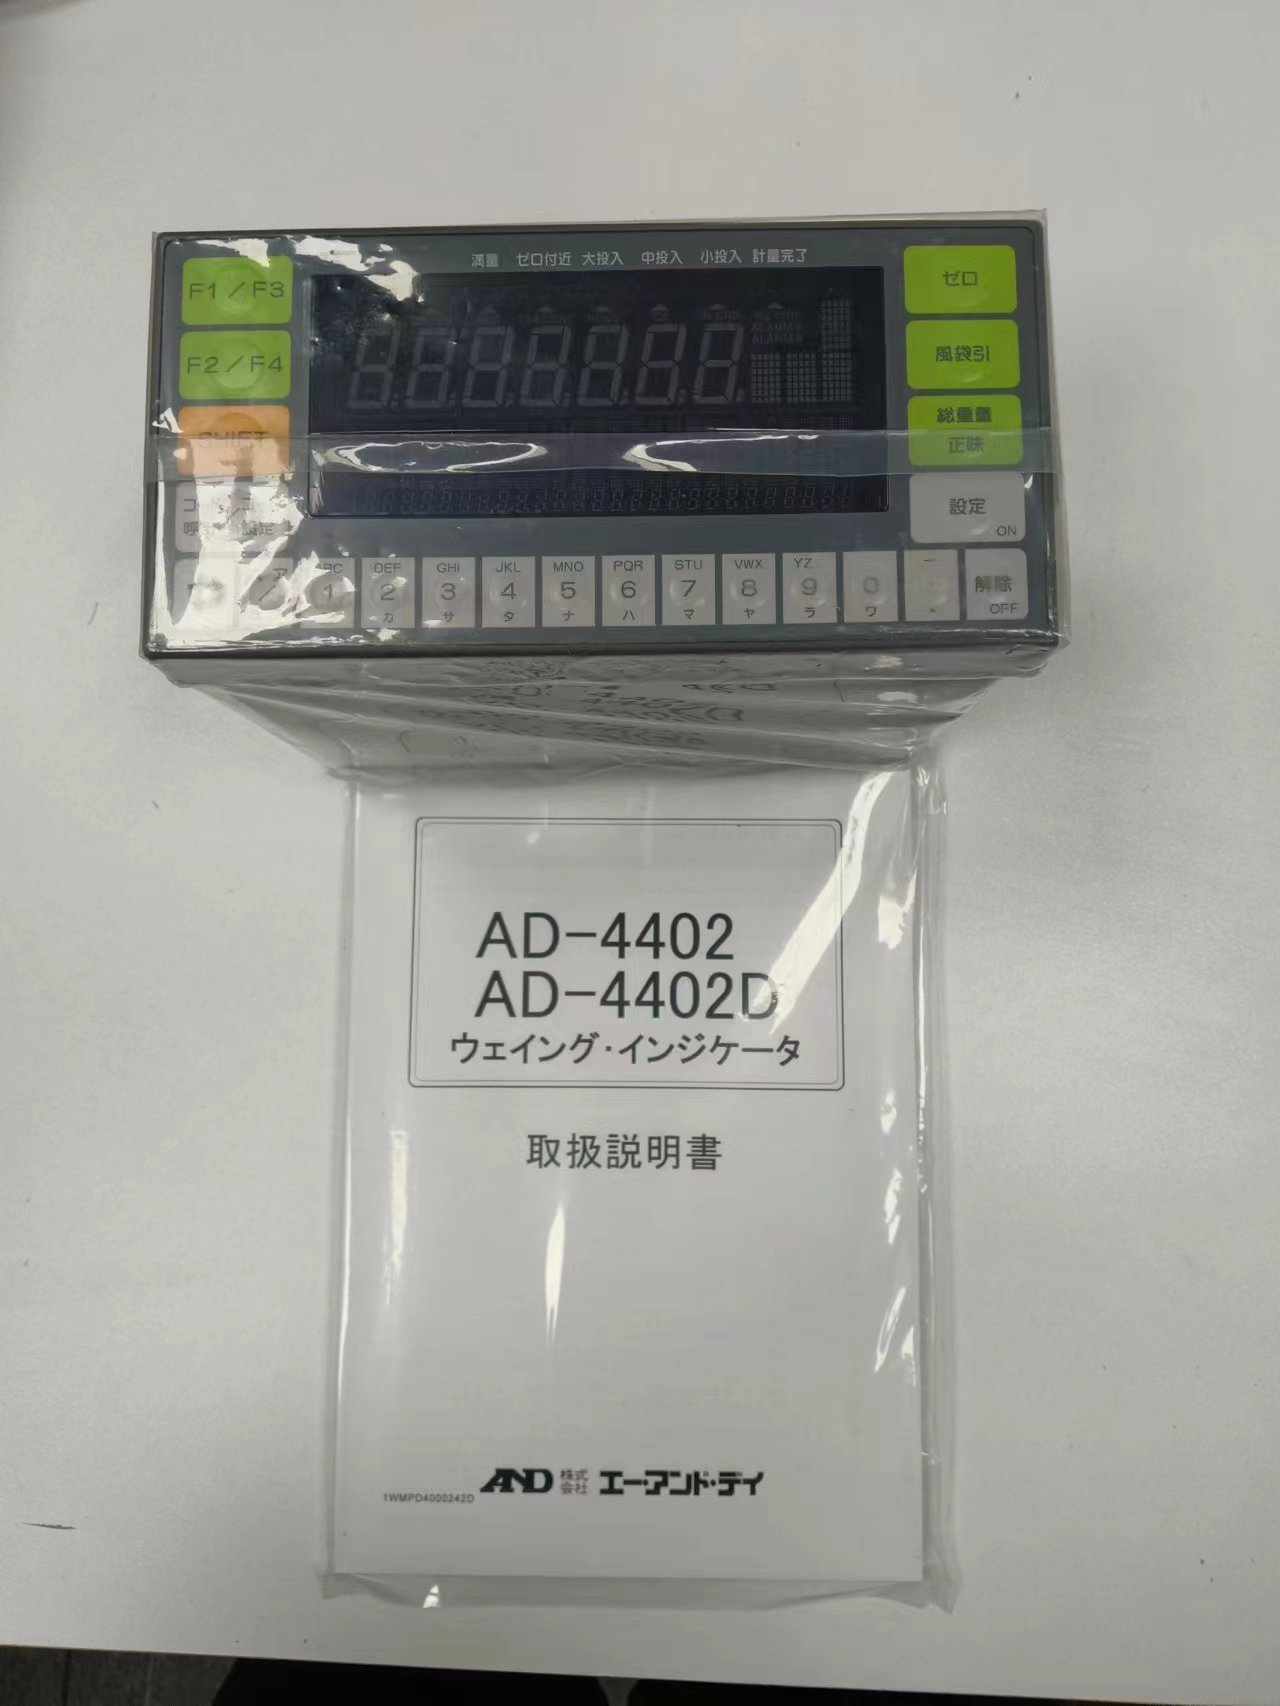 満量 ゼロ付近 大投入 中投入 小投入 計量完了
F1／F3
F2／F4
SHIFT
ゼロ
風袋引
総重量
正味
設定
ON
ABC DEF GHI JKL MNO PQR STU VWX YZ
1 2 3 4 5 6 7 8 9 0
カ サ タ ナ ハ マ ヤ ラ ワ
解除
OFF
AD-4402
AD-4402D
ウェイング・インジケータ
取扱説明書
1WMPD4000242D
AND 株式会社 エー・アンド・デイ